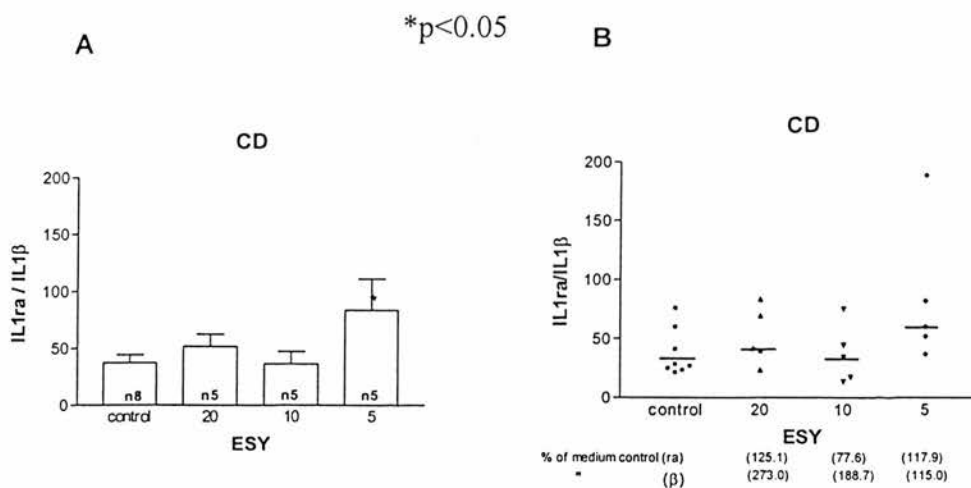 *p<0.05
A
CD
200
150
100
50
0
IL1ra / IL1β
*
n8 n5 n5 n5
control 20 10 5
ESY
B
CD
200
150
100
50
0
IL1ra/IL1β
control 20 10 5
ESY
% of medium control (ra) (125.1) (77.6) (117.9)
" (β) (273.0) (188.7) (115.0)